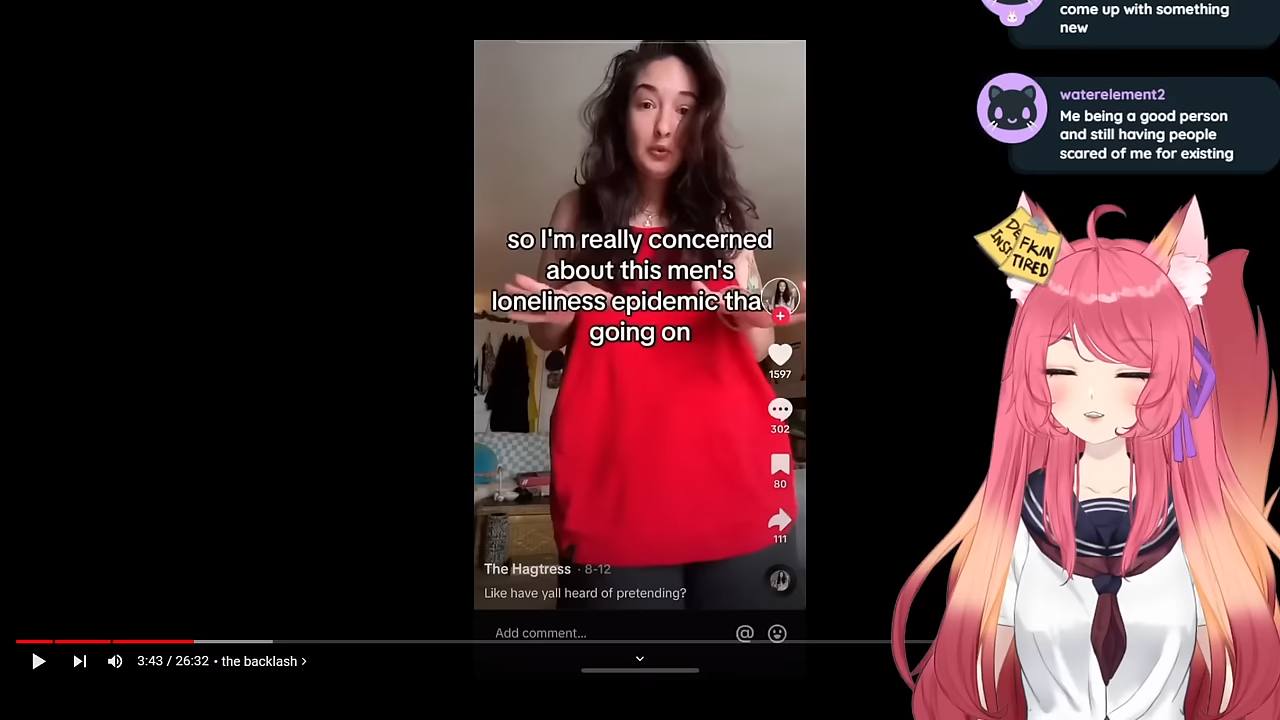 come up with something
new
waterelement2
Me being a good person
and still having people
scared of me for existing
FKIN
TIRED
so I'm really concerned
about this men's
loneliness epidemic tha
going on
1597
302
80
111
The Hagtress · 8-12
Like have yall heard of pretending?
Add comment...
3:43 / 26:32 • the backlash ›